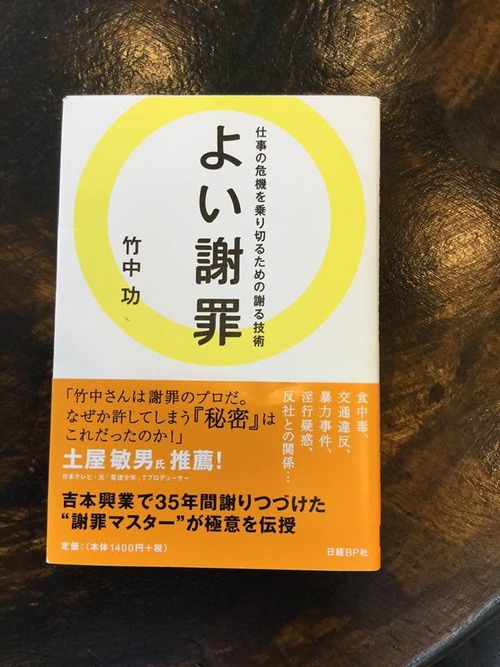 仕事の危機を乗り切るための謝る技術
よい謝罪
竹中 功
食中毒、
交通違反、
暴力事件、
淫行疑惑、
反社との関係…
「竹中さんは謝罪のプロだ。
なぜか許してしまう『秘密』は
これだったのか!」
土屋敏男氏 推薦!
日本テレビ・元「電波少年」Tプロデューサー
吉本興業で35年間謝りつづけた
“謝罪マスター”が極意を伝授
定価:(本体1400円+税)
日経BP社